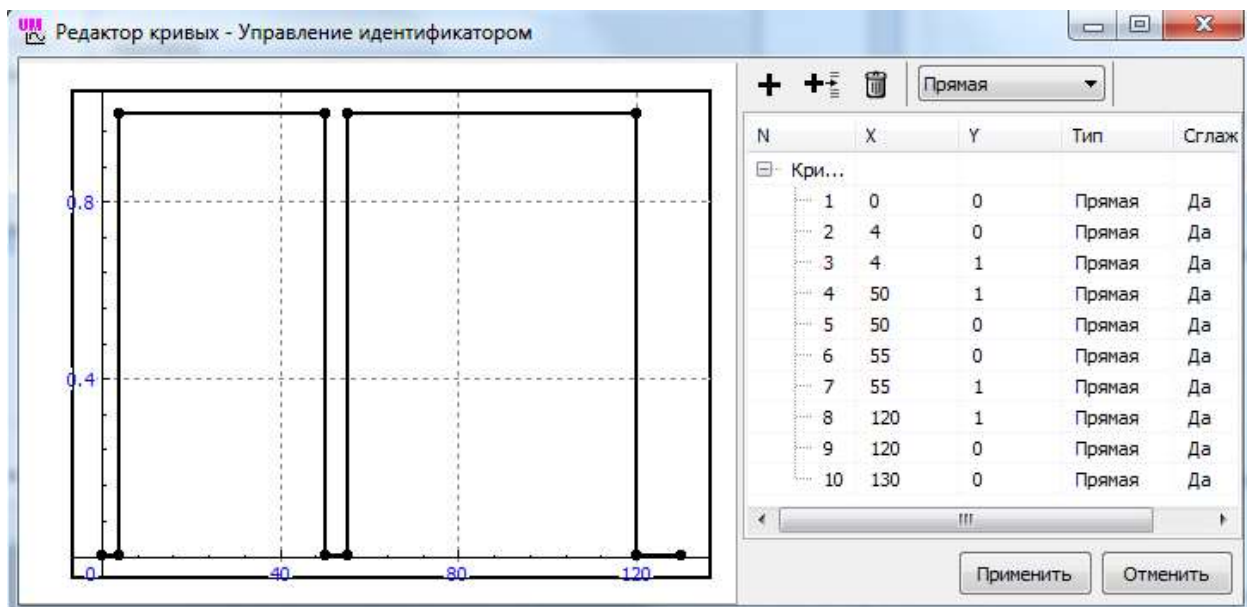 UM Редактор кривых - Управление идентификатором
Прямая
N X Y Тип Сглаж
Кри...
1 0 0 Прямая Да
2 4 0 Прямая Да
3 4 1 Прямая Да
4 50 1 Прямая Да
5 50 0 Прямая Да
6 55 0 Прямая Да
7 55 1 Прямая Да
8 120 1 Прямая Да
9 120 0 Прямая Да
10 130 0 Прямая Да
0.8
0.4
0 40 80 120
Применить Отменить